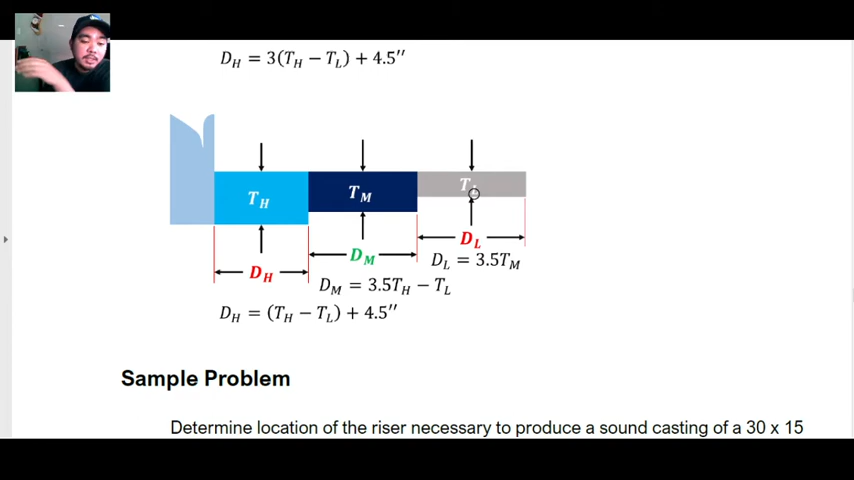 D_H = 3(T_H − T_L) + 4.5′′
T_H
T_M
T_L
D_L
D_M
D_L = 3.5T_M
D_H
D_M = 3.5T_H − T_L
D_H = (T_H − T_L) + 4.5′′
Sample Problem
Determine location of the riser necessary to produce a sound casting of a 30 x 15